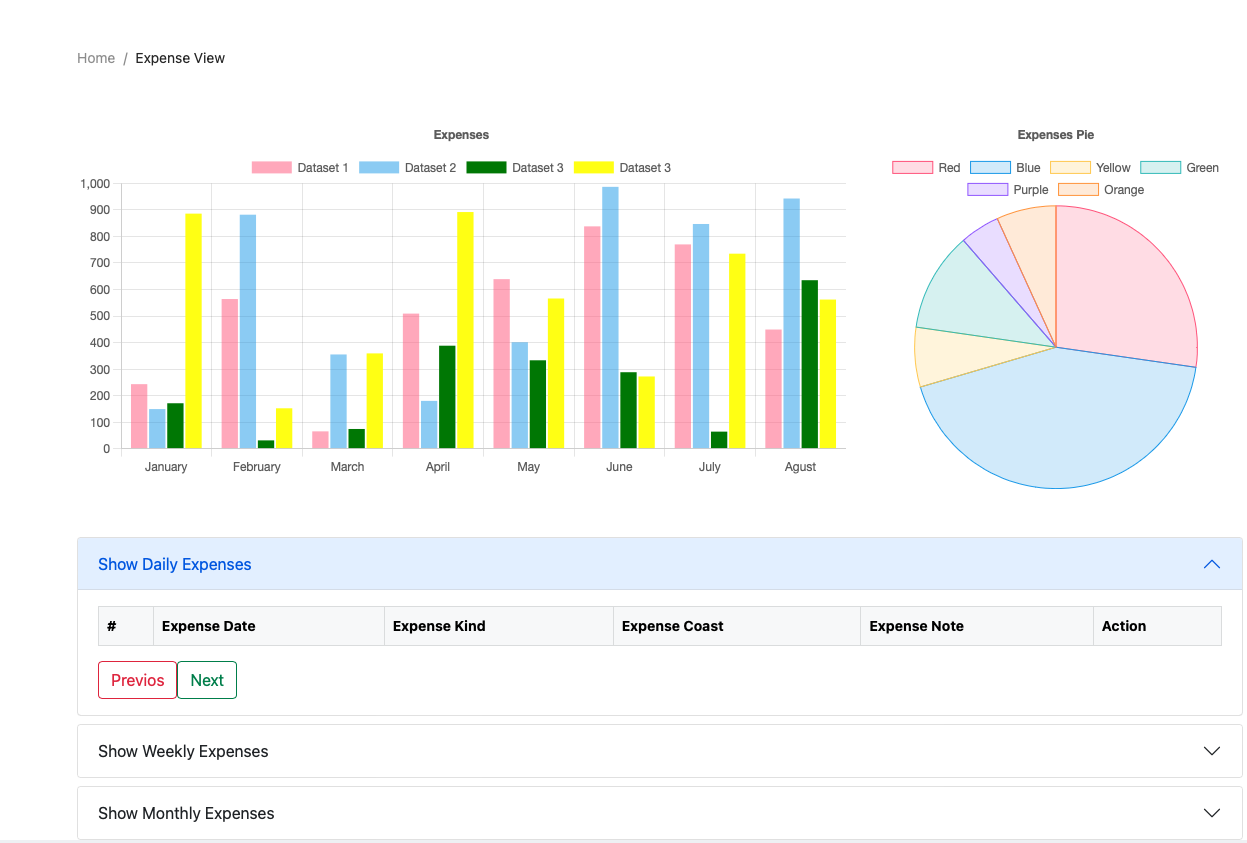 Home / Expense View
Expenses
Dataset 1 Dataset 2 Dataset 3 Dataset 3
1,000
900
800
700
600
500
400
300
200
100
0
January February March April May June July Agust
Expenses Pie
Red Blue Yellow Green
Purple Orange
Show Daily Expenses
# Expense Date Expense Kind Expense Coast Expense Note Action
Previos Next
Show Weekly Expenses
Show Monthly Expenses